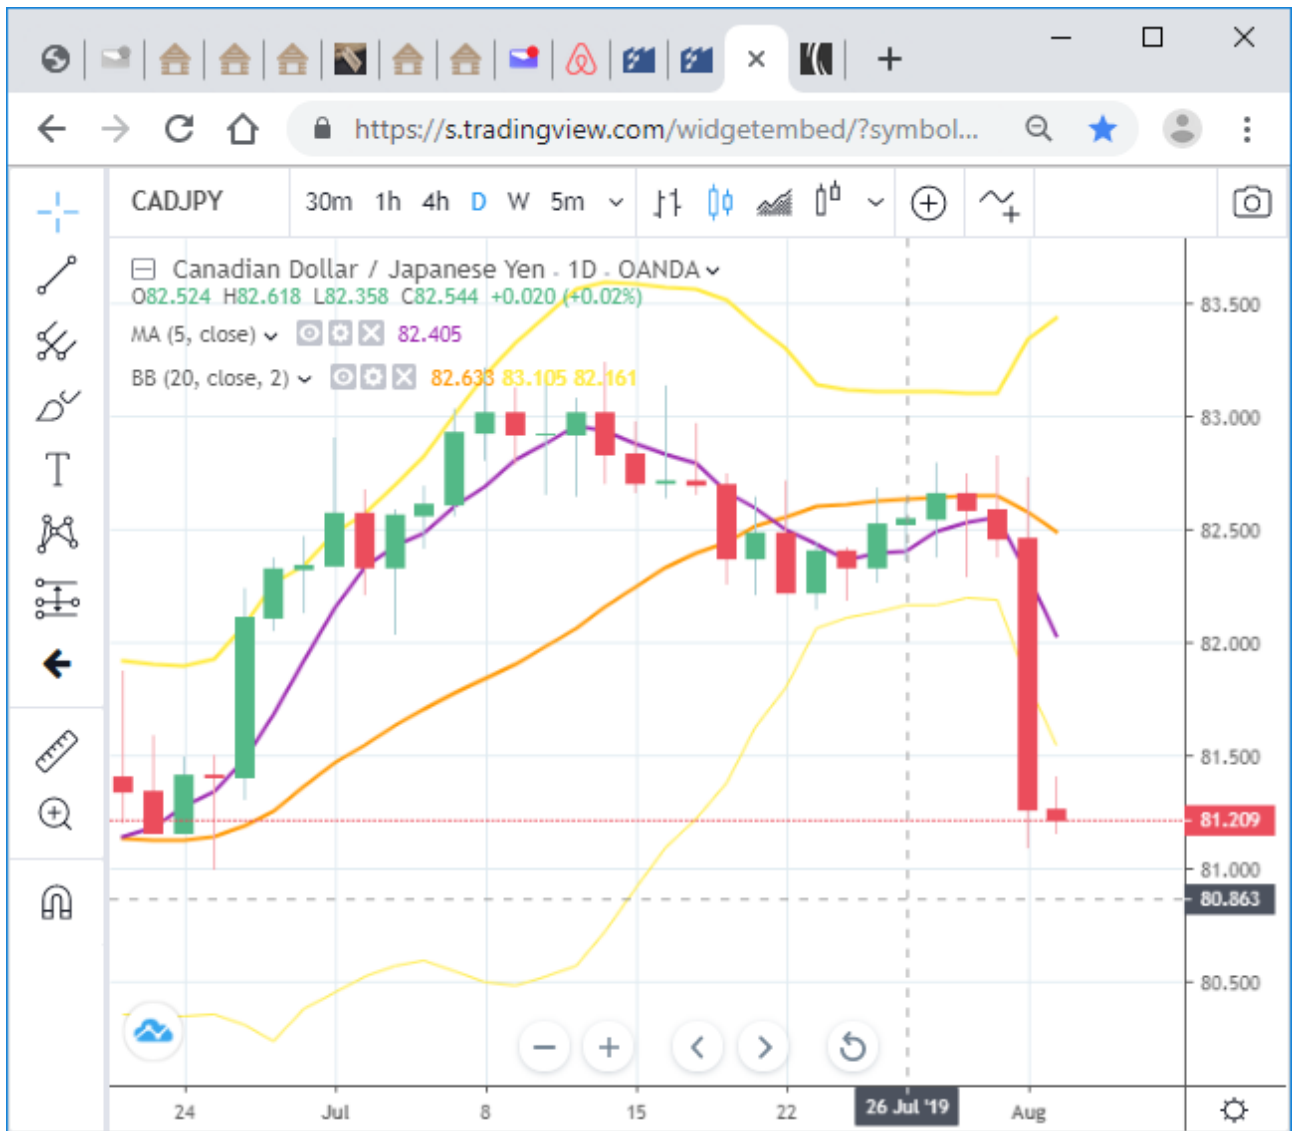 https://s.tradingview.com/widgetembed/?symbol...
CADJPY 30m 1h 4h D W 5m
Canadian Dollar / Japanese Yen - 1D - OANDA
O82.524 H82.618 L82.358 C82.544 +0.020 (+0.02%)
MA (5, close) 82.405
BB (20, close, 2) 82.633 83.105 82.161
83.500
83.000
82.500
82.000
81.500
81.209
81.000
80.863
80.500
24 Jul 8 15 22 26 Jul '19 Aug